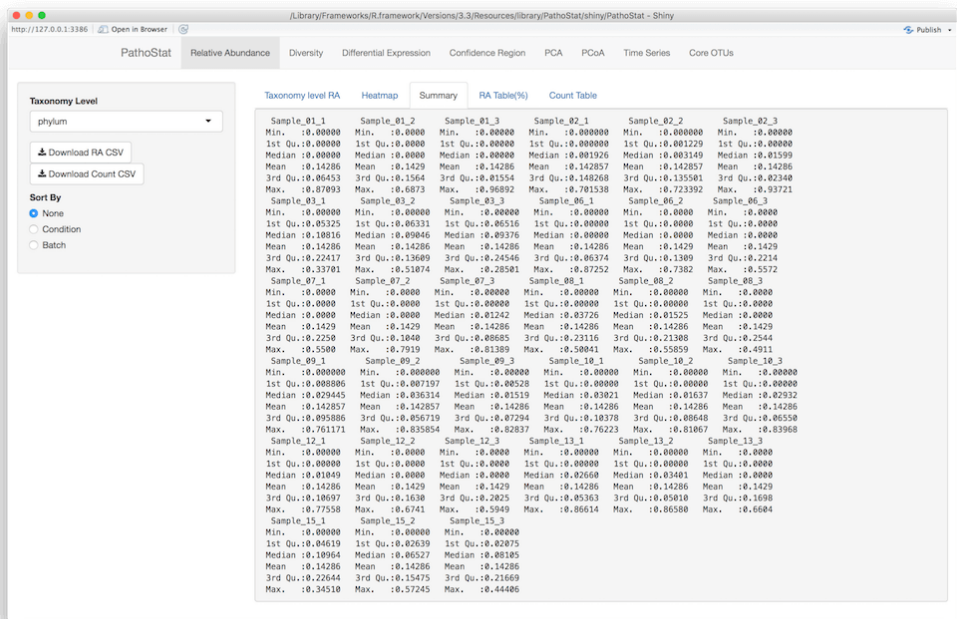 /Library/Frameworks/R.framework/Versions/3.3/Resources/library/PathoStat/shiny/PathoStat - Shiny
http://127.0.0.1:3386 Open in Browser Publish
PathoStat Relative Abundance Diversity Differential Expression Confidence Region PCA PCoA Time Series Core OTUs
Taxonomy Level
phylum
Download RA CSV
Download Count CSV
Sort By
None
Condition
Batch
Taxonomy level RA Heatmap Summary RA Table(%) Count Table
Sample_01_1 Sample_01_2 Sample_01_3 Sample_02_1 Sample_02_2 Sample_02_3
Min. :0.00000 Min. :0.0000 Min. :0.00000 Min. :0.000000 Min. :0.000000 Min. :0.00000
1st Qu.:0.00000 1st Qu.:0.0000 1st Qu.:0.00000 1st Qu.:0.000000 1st Qu.:0.001229 1st Qu.:0.00000
Median :0.00000 Median :0.0000 Median :0.00000 Median :0.001926 Median :0.003149 Median :0.01599
Mean :0.14286 Mean :0.1429 Mean :0.14286 Mean :0.142857 Mean :0.142857 Mean :0.14286
3rd Qu.:0.06453 3rd Qu.:0.1564 3rd Qu.:0.01554 3rd Qu.:0.148268 3rd Qu.:0.135501 3rd Qu.:0.02340
Max. :0.87093 Max. :0.6873 Max. :0.96892 Max. :0.701538 Max. :0.723392 Max. :0.93721
Sample_03_1 Sample_03_2 Sample_03_3 Sample_06_1 Sample_06_2 Sample_06_3
Min. :0.00000 Min. :0.00000 Min. :0.00000 Min. :0.00000 Min. :0.0000 Min. :0.0000
1st Qu.:0.05325 1st Qu.:0.06331 1st Qu.:0.06516 1st Qu.:0.00000 1st Qu.:0.0000 1st Qu.:0.0000
Median :0.10816 Median :0.09046 Median :0.09376 Median :0.00000 Median :0.0000 Median :0.0000
Mean :0.14286 Mean :0.14286 Mean :0.14286 Mean :0.14286 Mean :0.1429 Mean :0.1429
3rd Qu.:0.22417 3rd Qu.:0.13609 3rd Qu.:0.24546 3rd Qu.:0.06374 3rd Qu.:0.1309 3rd Qu.:0.2214
Max. :0.33701 Max. :0.51074 Max. :0.28501 Max. :0.87252 Max. :0.7382 Max. :0.5572
Sample_07_1 Sample_07_2 Sample_07_3 Sample_08_1 Sample_08_2 Sample_08_3
Min. :0.0000 Min. :0.0000 Min. :0.00000 Min. :0.00000 Min. :0.00000 Min. :0.0000
1st Qu.:0.0000 1st Qu.:0.0000 1st Qu.:0.00000 1st Qu.:0.00000 1st Qu.:0.00000 1st Qu.:0.0000
Median :0.0000 Median :0.0000 Median :0.01242 Median :0.03726 Median :0.01525 Median :0.0000
Mean :0.1429 Mean :0.1429 Mean :0.14286 Mean :0.14286 Mean :0.14286 Mean :0.1429
3rd Qu.:0.2250 3rd Qu.:0.1040 3rd Qu.:0.08685 3rd Qu.:0.23116 3rd Qu.:0.21308 3rd Qu.:0.2544
Max. :0.5500 Max. :0.7919 Max. :0.81389 Max. :0.50041 Max. :0.55859 Max. :0.4911
Sample_09_1 Sample_09_2 Sample_09_3 Sample_10_1 Sample_10_2 Sample_10_3
Min. :0.000000 Min. :0.000000 Min. :0.00000 Min. :0.00000 Min. :0.00000 Min. :0.00000
1st Qu.:0.008806 1st Qu.:0.007197 1st Qu.:0.00528 1st Qu.:0.00000 1st Qu.:0.00000 1st Qu.:0.00000
Median :0.029445 Median :0.036314 Median :0.01519 Median :0.03021 Median :0.01637 Median :0.02932
Mean :0.142857 Mean :0.142857 Mean :0.14286 Mean :0.14286 Mean :0.14286 Mean :0.14286
3rd Qu.:0.095886 3rd Qu.:0.056719 3rd Qu.:0.07294 3rd Qu.:0.10378 3rd Qu.:0.08648 3rd Qu.:0.06550
Max. :0.761171 Max. :0.835854 Max. :0.82837 Max. :0.76223 Max. :0.81067 Max. :0.83968
Sample_12_1 Sample_12_2 Sample_12_3 Sample_13_1 Sample_13_2 Sample_13_3
Min. :0.00000 Min. :0.0000 Min. :0.0000 Min. :0.00000 Min. :0.00000 Min. :0.0000
1st Qu.:0.00000 1st Qu.:0.0000 1st Qu.:0.0000 1st Qu.:0.00000 1st Qu.:0.00000 1st Qu.:0.0000
Median :0.01049 Median :0.0000 Median :0.0000 Median :0.02660 Median :0.03401 Median :0.0000
Mean :0.14286 Mean :0.1429 Mean :0.1429 Mean :0.14286 Mean :0.14286 Mean :0.1429
3rd Qu.:0.10697 3rd Qu.:0.1630 3rd Qu.:0.2025 3rd Qu.:0.05363 3rd Qu.:0.05010 3rd Qu.:0.1698
Max. :0.77558 Max. :0.6741 Max. :0.5949 Max. :0.86614 Max. :0.86580 Max. :0.6604
Sample_15_1 Sample_15_2 Sample_15_3
Min. :0.00000 Min. :0.00000 Min. :0.00000
1st Qu.:0.04619 1st Qu.:0.02639 1st Qu.:0.02075
Median :0.10964 Median :0.06527 Median :0.08105
Mean :0.14286 Mean :0.14286 Mean :0.14286
3rd Qu.:0.22644 3rd Qu.:0.15475 3rd Qu.:0.21669
Max. :0.34510 Max. :0.57245 Max. :0.44406